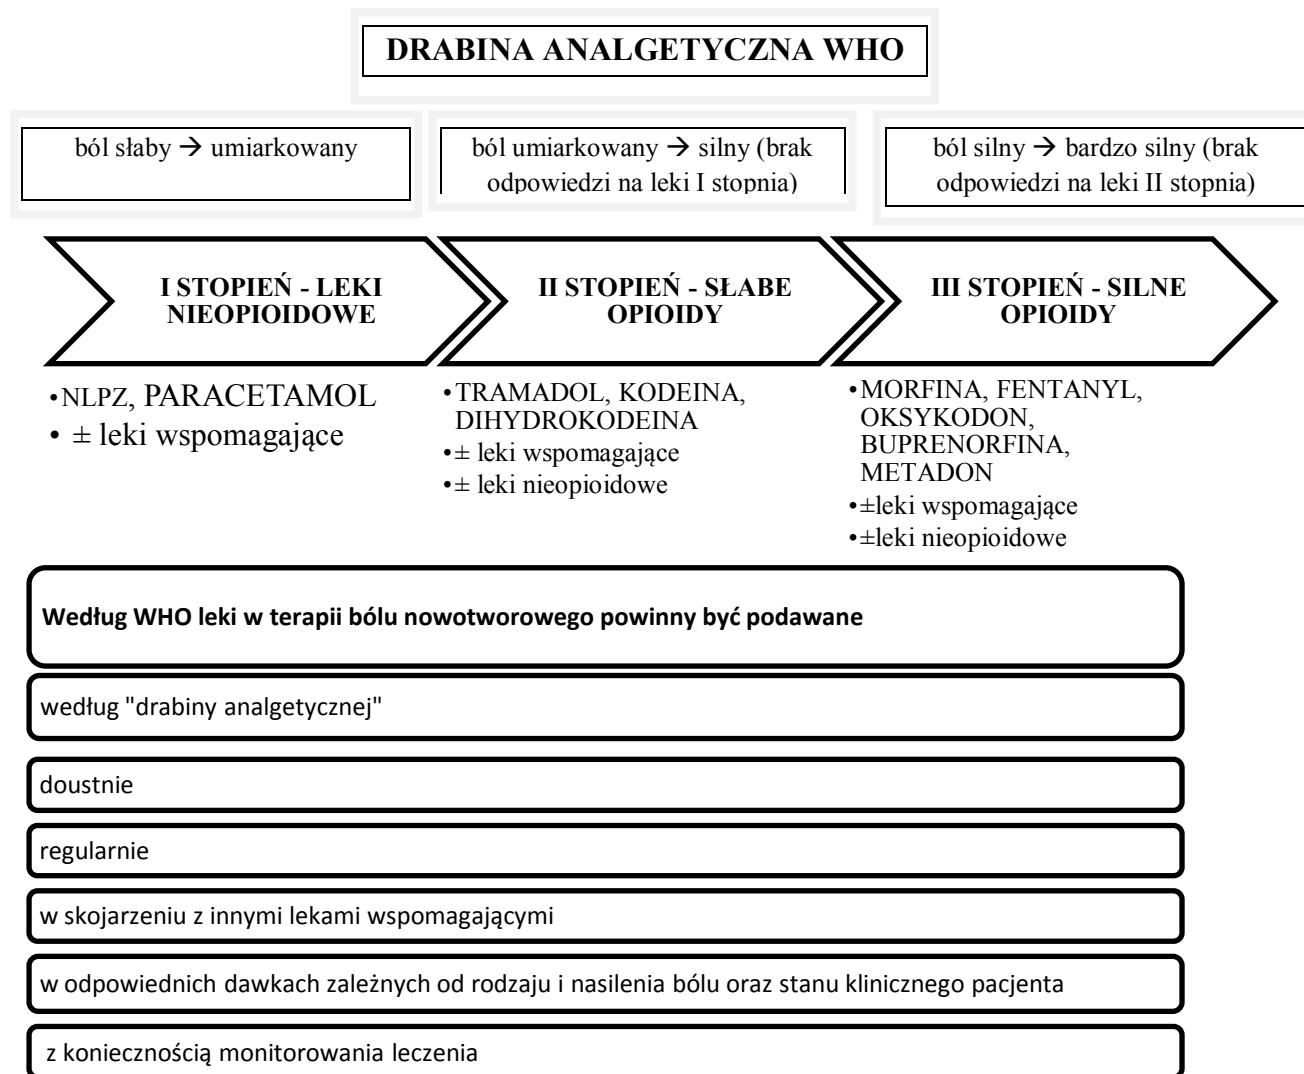 DRABINA ANALGETYCZNA WHO
ból słaby → umiarkowany
ból umiarkowany → silny (brak
odpowiedzi na leki I stopnia)
ból silny → bardzo silny (brak
odpowiedzi na leki II stopnia)
I STOPIEŃ - LEKI
NIEOPIOIDOWE
II STOPIEŃ - SŁABE
OPIOIDY
III STOPIEŃ - SILNE
OPIOIDY
•NLPZ, PARACETAMOL
• ± leki wspomagające
•TRAMADOL, KODEINA,
DIHYDROKODEINA
•± leki wspomagające
•± leki nieopioidowe
•MORFINA, FENTANYL,
OKSYKODON,
BUPRENORFINA,
METADON
•±leki wspomagające
•±leki nieopioidowe
Według WHO leki w terapii bólu nowotworowego powinny być podawane
według "drabiny analgetycznej"
doustnie
regularnie
w skojarzeniu z innymi lekami wspomagającymi
w odpowiednich dawkach zależnych od rodzaju i nasilenia bólu oraz stanu klinicznego pacjenta
z koniecznością monitorowania leczenia